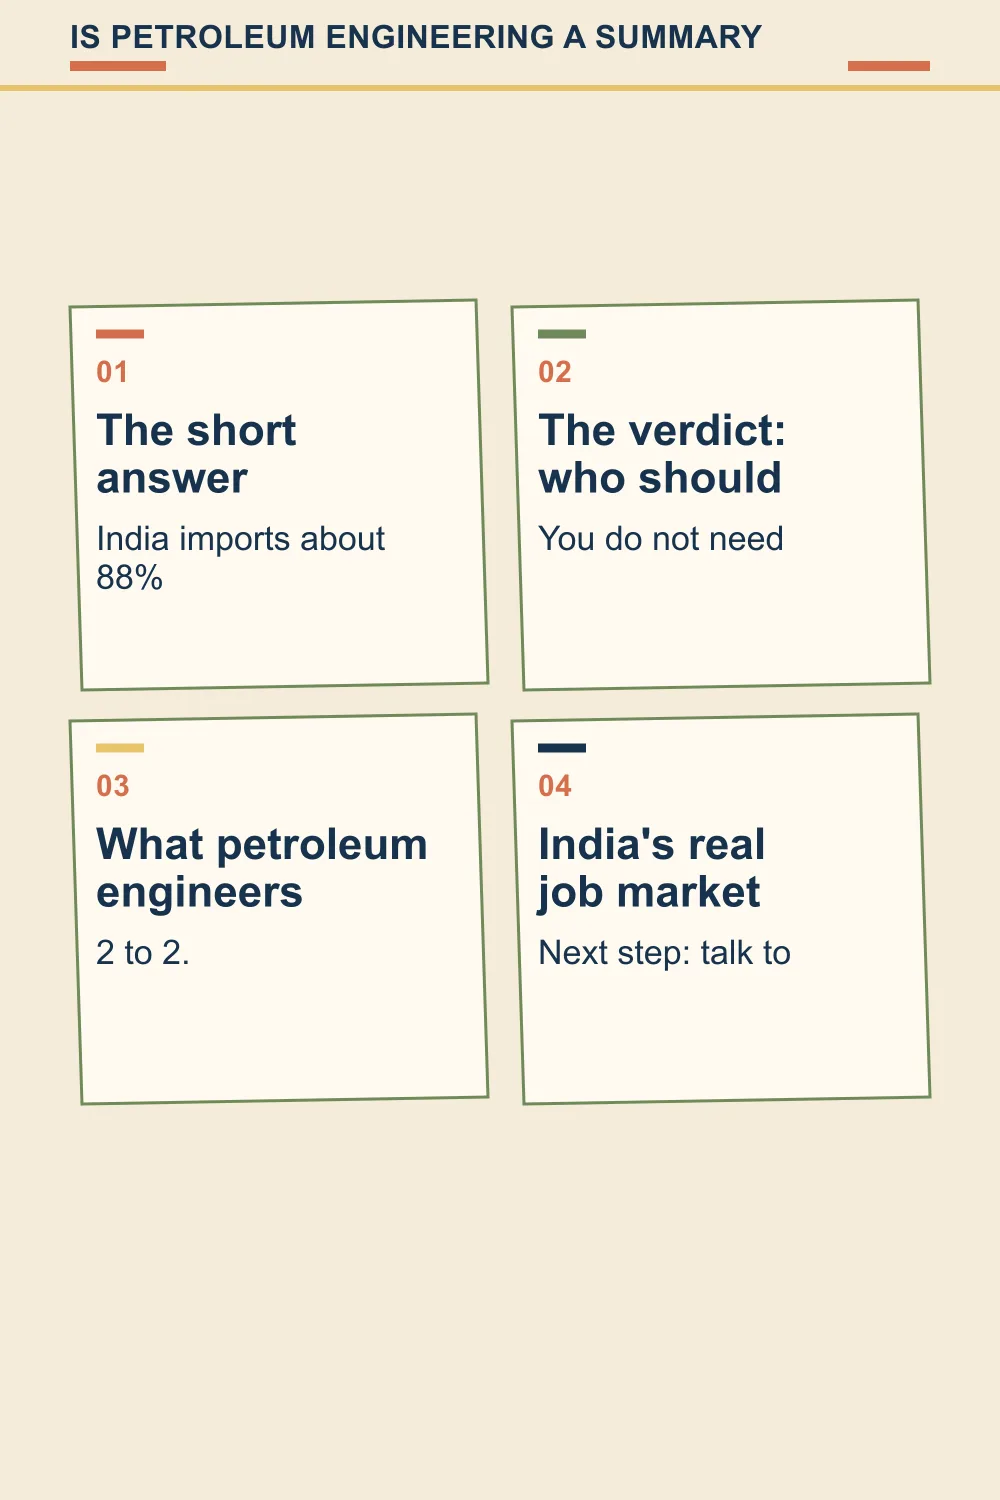 IS PETROLEUM ENGINEERING A SUMMARY
01
The short
answer
India imports about
88%
02
The verdict:
who should
You do not need
03
What petroleum
engineers
2 to 2.
04
India's real
job market
Next step: talk to